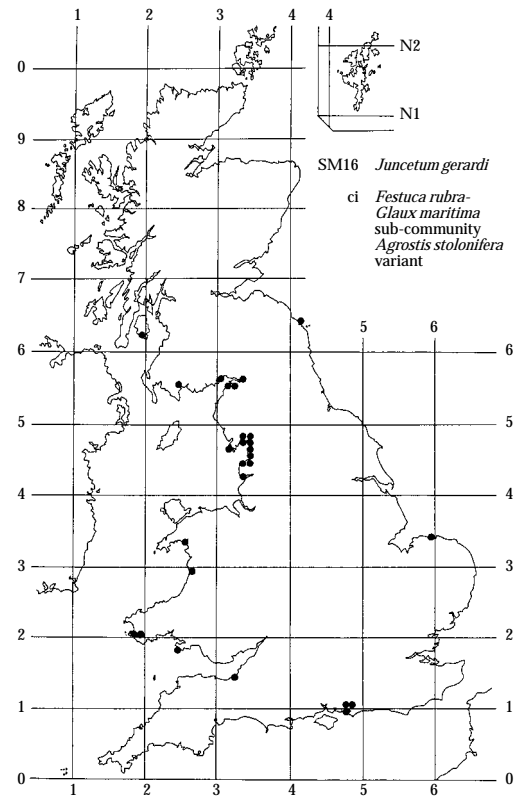 1 2 3 4 4
N2
0
N1
9
SM16 Juncetum gerardi
ci Festuca rubra-
Glaux maritima
8
sub-community
Agrostis stolonifera
variant
7
5 6
6 6
5 5
4 4
3 3
2 2
1 1
0 0
1 2 3 4 5 6